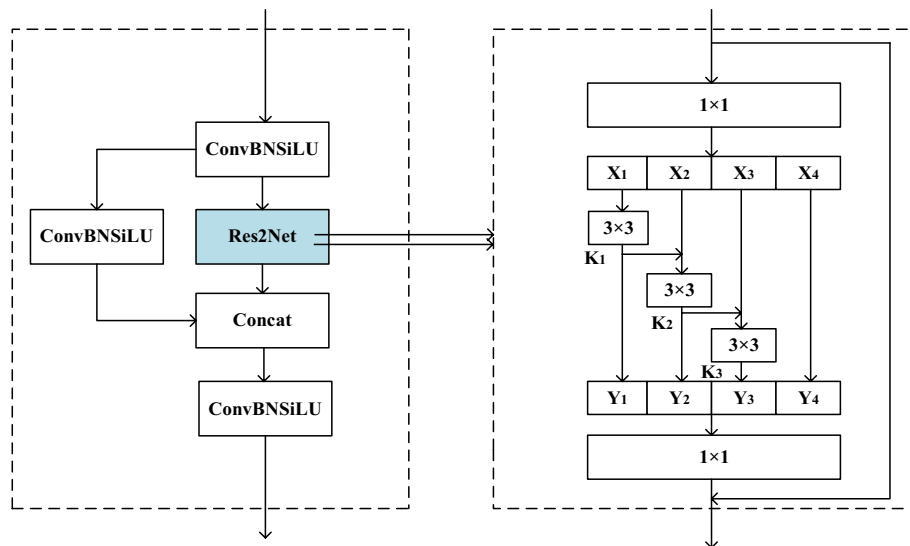 ConvBNSiLU
ConvBNSiLU
Res2Net
Concat
ConvBNSiLU
1×1
X1 X2 X3 X4
3×3
K1
3×3
K2
3×3
K3
Y1 Y2 Y3 Y4
1×1